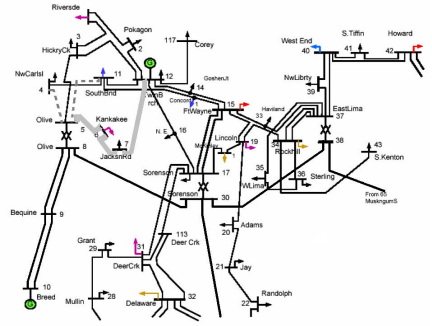 Riversde
Pokagon
117
Corey
3
2
HickryCk
West End
S.Tiffin
Howard
40
41
42
NwCarlsl
11
12
GoshenJt
4
SouthBnd
14
Concord
NwLibrty
39
15
FtWayne
Haviland
33
EastLima
37
Kankakee
Olive
5
6
7
JacksnRd
N. E.
16
Lincoln
19
Rockhill
34
38
Olive
8
McKinley
1
43
S.Kenton
Sorenson
17
35
36
WLima
Sterling
Sorenson
30
From 65
MuskngumS
Bequine
9
Adams
20
Grant
29
31
113
Deer Crk
DeerCrk
Jay
21
10
Breed
Mullin
28
Delaware
32
22
Randolph